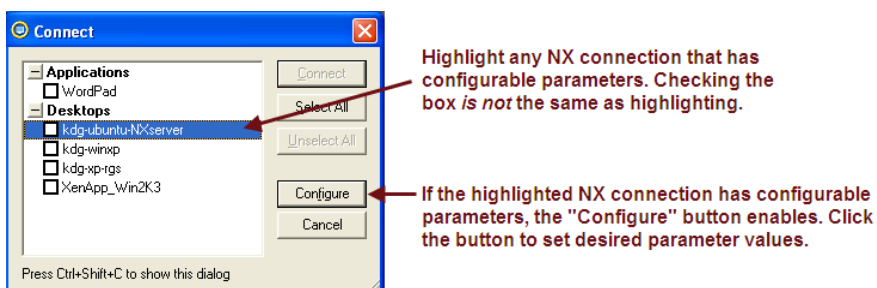 Connect
Applications
WordPad
Desktops
kdg-ubuntu-NXserver
kdg-winxp
kdg-xp-rgs
XenApp_Win2K3
Connect
Select All
Unselect All
Configure
Cancel
Press Ctrl+Shift+C to show this dialog
Highlight any NX connection that has
configurable parameters. Checking the
box is not the same as highlighting.
If the highlighted NX connection has configurable
parameters, the "Configure" button enables. Click
the button to set desired parameter values.